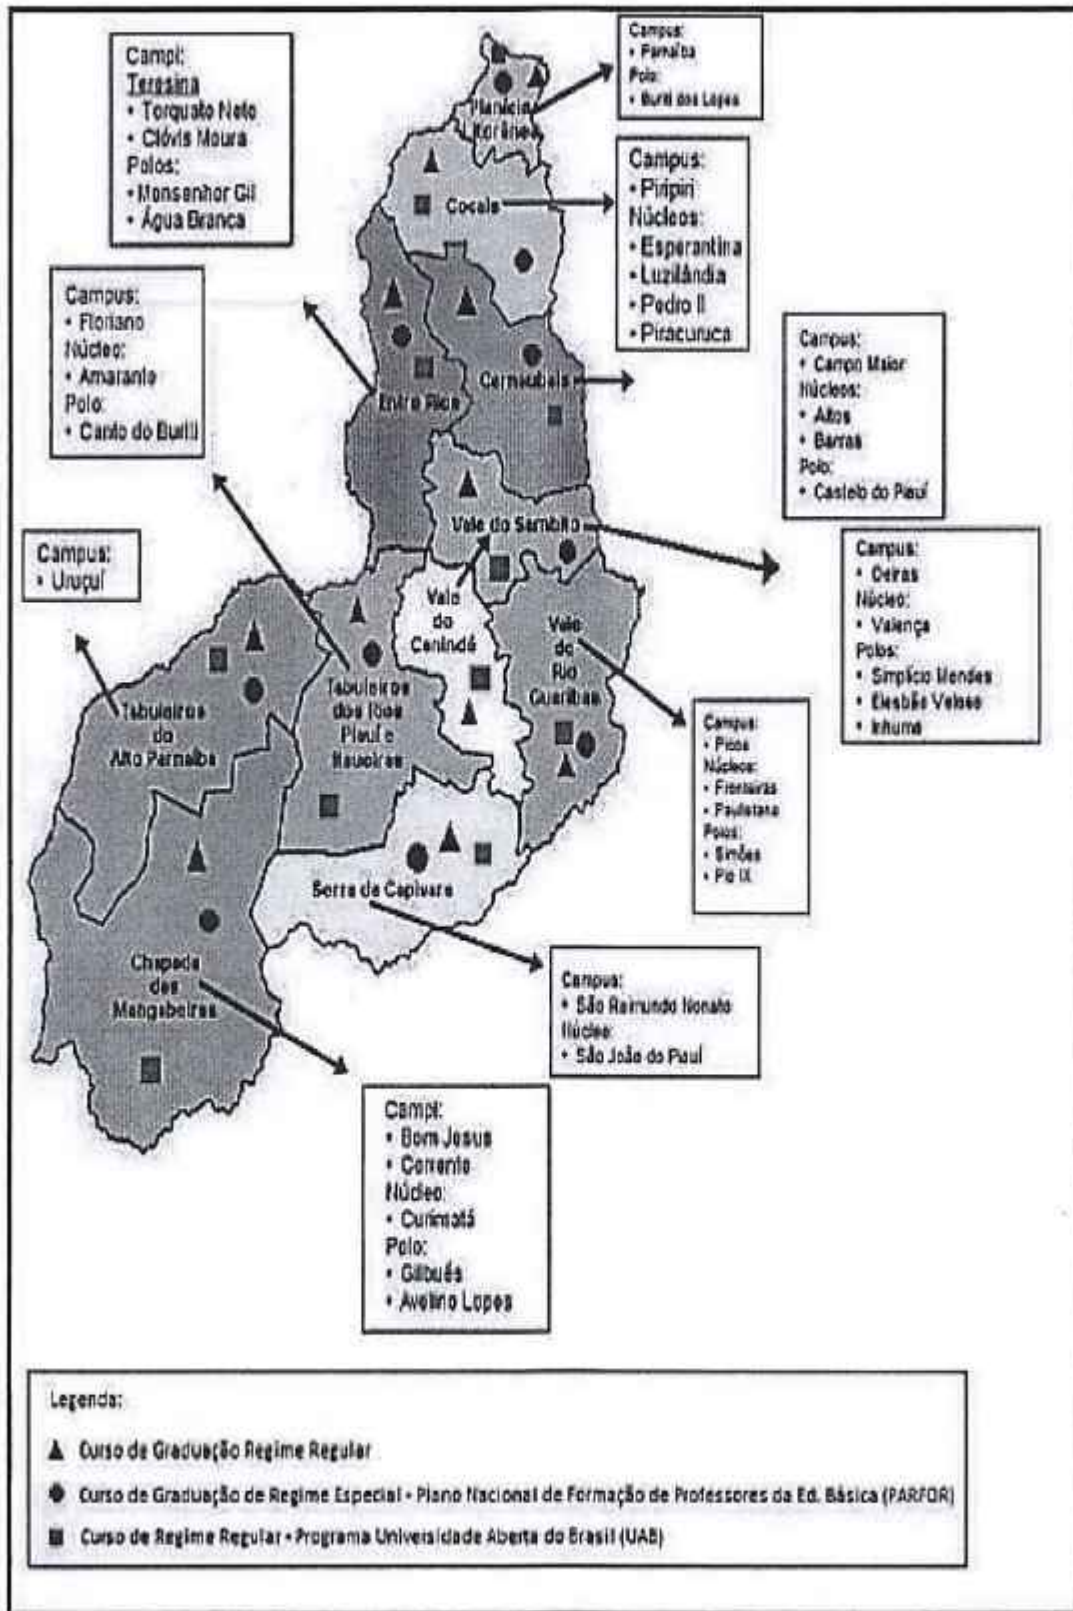 Campi:
Teresina
• Torquato Neto
• Clóvis Moura
Polos:
• Monsenhor Gil
• Água Branca
Campus:
• Parnaíba
Polo:
• Buriti dos Lopes
Planície
Litorânea
Cocais
Campus:
• Piripiri
Núcleos:
• Esperantina
• Luzilândia
• Pedro II
• Piracuruca
Campus:
• Floriano
Núcleo:
• Amarante
Polo:
• Canto do Buriti
Entre Rios
Carnaubais
Campus:
• Campo Maior
Núcleos:
• Altos
• Barras
Polo:
• Castelo do Piauí
Campus:
• Uruçuí
Vale do Sambito
Campus:
• Oeiras
Núcleo:
• Valença
Polos:
• Simplício Mendes
• Elesbão Veloso
• Inhuma
Vale
do
Canindé
Vale
do
Rio
Guaribas
Tabuleiros
do
Alto Parnaíba
Tabuleiros
dos Rios
Piauí e
Itaueiras
Campus:
• Picos
Núcleos:
• Fronteiras
• Paulistana
Polos:
• Simões
• Pio IX
Serra da Capivara
Chapada
das
Mangabeiras
Campus:
• São Raimundo Nonato
Núcleo:
• São João do Piauí
Campi:
• Bom Jesus
• Corrente
Núcleo:
• Curimatá
Polo:
• Gilbués
• Avelino Lopes
Legenda:
Curso de Graduação Regime Regular
Curso de Graduação de Regime Especial - Plano Nacional de Formação de Professores da Ed. Básica (PARFOR)
Curso de Regime Regular - Programa Universidade Aberta do Brasil (UAB)